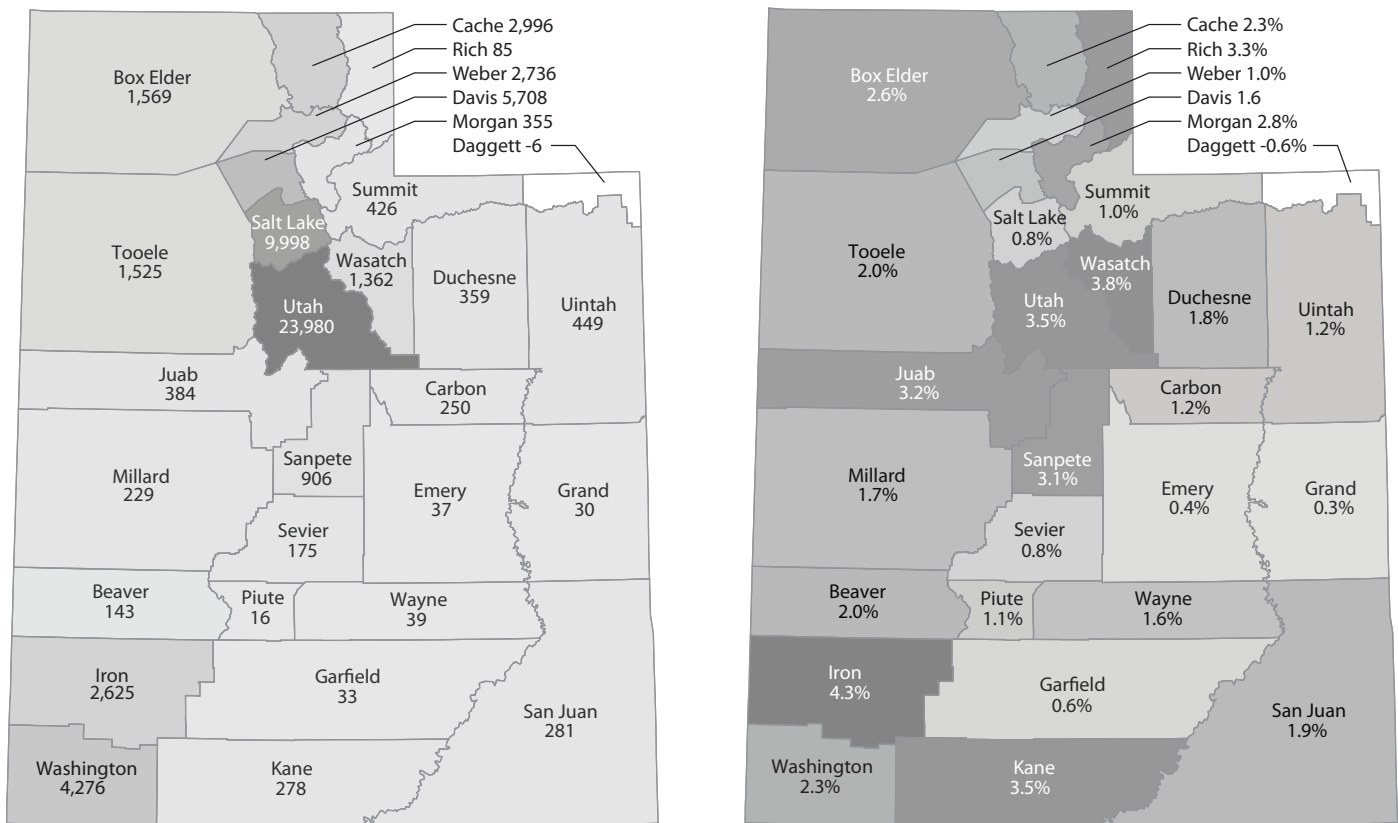 Cache 2,996
Rich 85
Weber 2,736
Davis 5,708
Morgan 355
Daggett -6
Box Elder
1,569
Summit
426
Salt Lake
9,998
Tooele
1,525
Wasatch
1,362
Duchesne
359
Uintah
449
Utah
23,980
Juab
384
Carbon
250
Sanpete
906
Millard
229
Emery
37
Grand
30
Sevier
175
Beaver
143
Piute
16
Wayne
39
Iron
2,625
Garfield
33
San Juan
281
Washington
4,276
Kane
278
Cache 2.3%
Rich 3.3%
Weber 1.0%
Davis 1.6
Morgan 2.8%
Daggett -0.6%
Box Elder
2.6%
Summit
1.0%
Salt Lake
0.8%
Tooele
2.0%
Wasatch
3.8%
Duchesne
1.8%
Uintah
1.2%
Utah
3.5%
Juab
3.2%
Carbon
1.2%
Sanpete
3.1%
Millard
1.7%
Emery
0.4%
Grand
0.3%
Sevier
0.8%
Beaver
2.0%
Piute
1.1%
Wayne
1.6%
Iron
4.3%
Garfield
0.6%
San Juan
1.9%
Washington
2.3%
Kane
3.5%